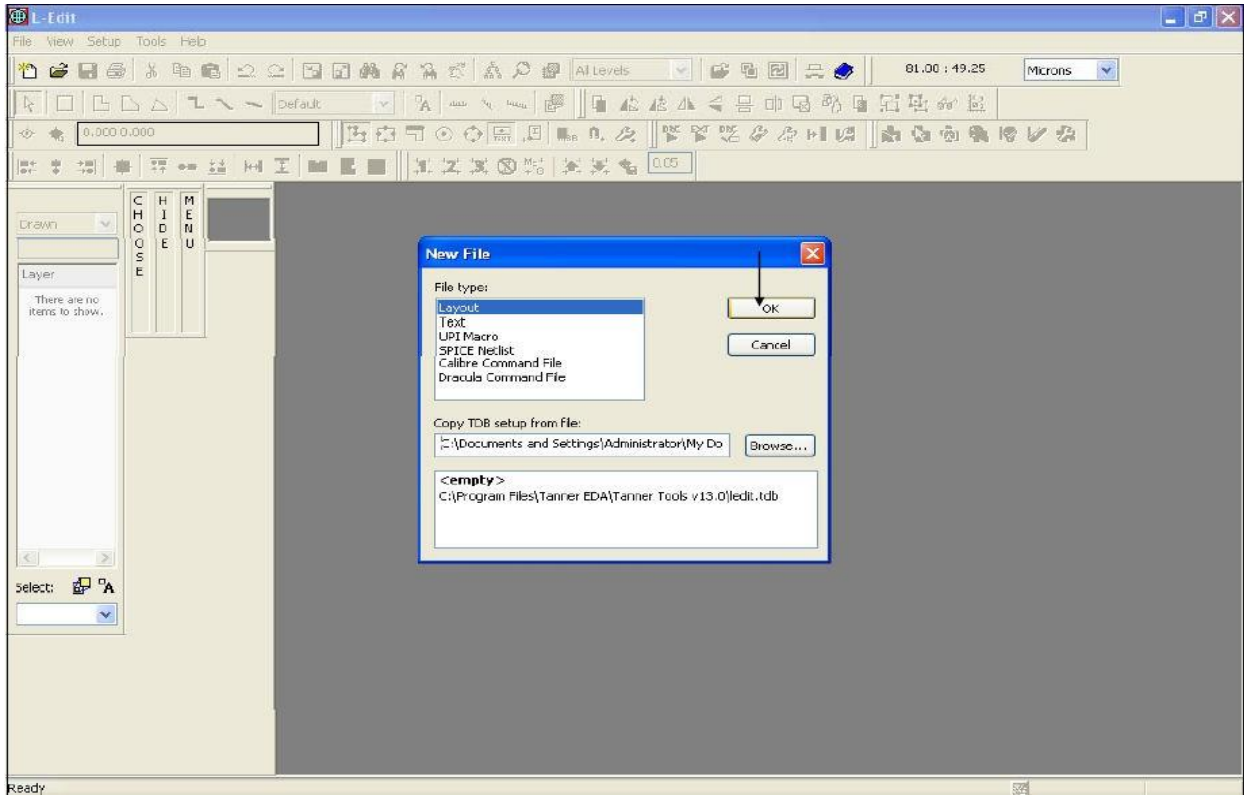 L-Edit
File View Setup Tools Help
All Levels
81.00 : 49.25
Microns
Default
0.000 0.000
0.05
Drawn
CHOOSE
HIDE
MENU
Layer
There are no
items to show.
Select:
New File
File type:
Layout
Text
UPI Macro
SPICE Netlist
Calibre Command File
Dracula Command File
OK
Cancel
Copy TDB setup from file:
C:\Documents and Settings\Administrator\My Do
Browse...
<empty>
C:\Program Files\Tanner EDA\Tanner Tools v13.0\ledit.tdb
Ready